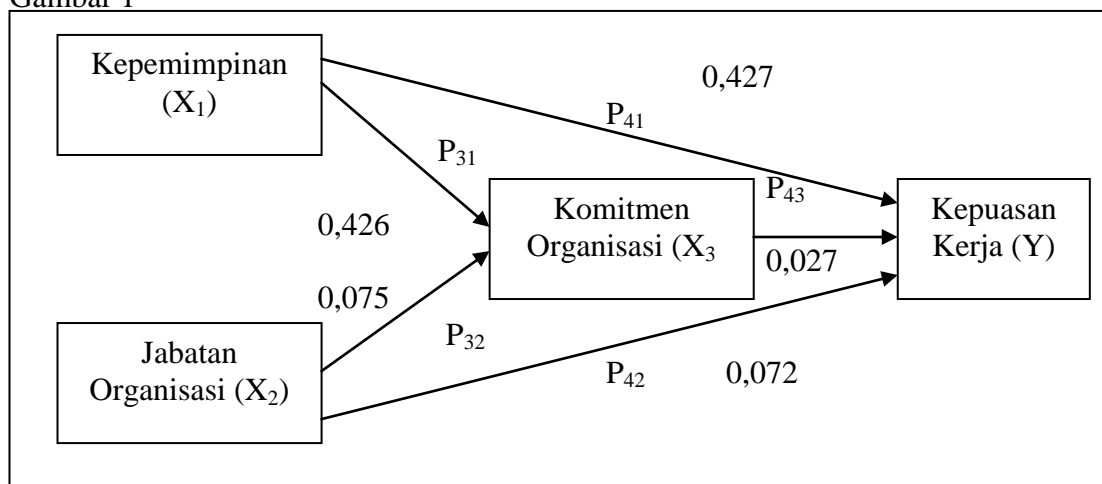 Gambar 1
Kepemimpinan
(X₁)
0,427
P₄₁
P₃₁
P₄₃
Komitmen
Organisasi (X₃
Kepuasan
Kerja (Y)
0,426
0,027
0,075
P₃₂
Jabatan
Organisasi (X₂)
P₄₂
0,072